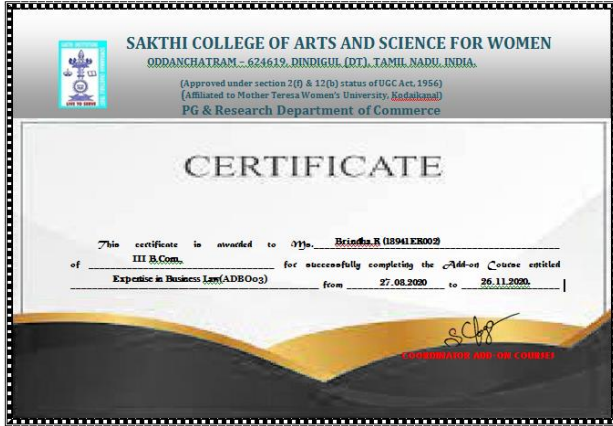 SAKTHI COLLEGE OF ARTS AND SCIENCE FOR WOMEN
ODDANCHATRAM – 624619. DINDIGUL (DT), TAMIL NADU, INDIA.
(Approved under section 2(f) & 12(b) status of UGC Act, 1956)
(Affiliated to Mother Teresa Women's University, Kodaikanal)
PG & Research Department of Commerce
LIVE TO SERVE
CERTIFICATE
This certificate is awarded to Ms. Brindha.R (18941ER002)
of III B.Com., for successfully completing the Add-on Course entitled
Expertise in Business Law(ADBO03) from 27.08.2020 to 26.11.2020.
COORDINATOR ADD-ON COURSES